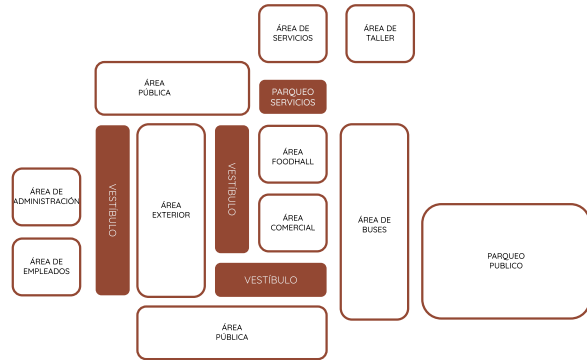 ÁREA DE
SERVICIOS
ÁREA DE
TALLER
ÁREA
PÚBLICA
PARQUEO
SERVICIOS
VESTÍBULO
ÁREA
EXTERIOR
VESTÍBULO
ÁREA
FOODHALL
ÁREA DE
ADMINISTRACIÓN
ÁREA
COMERCIAL
ÁREA DE
BUSES
ÁREA DE
EMPLEADOS
PARQUEO
PUBLICO
VESTÍBULO
ÁREA
PÚBLICA